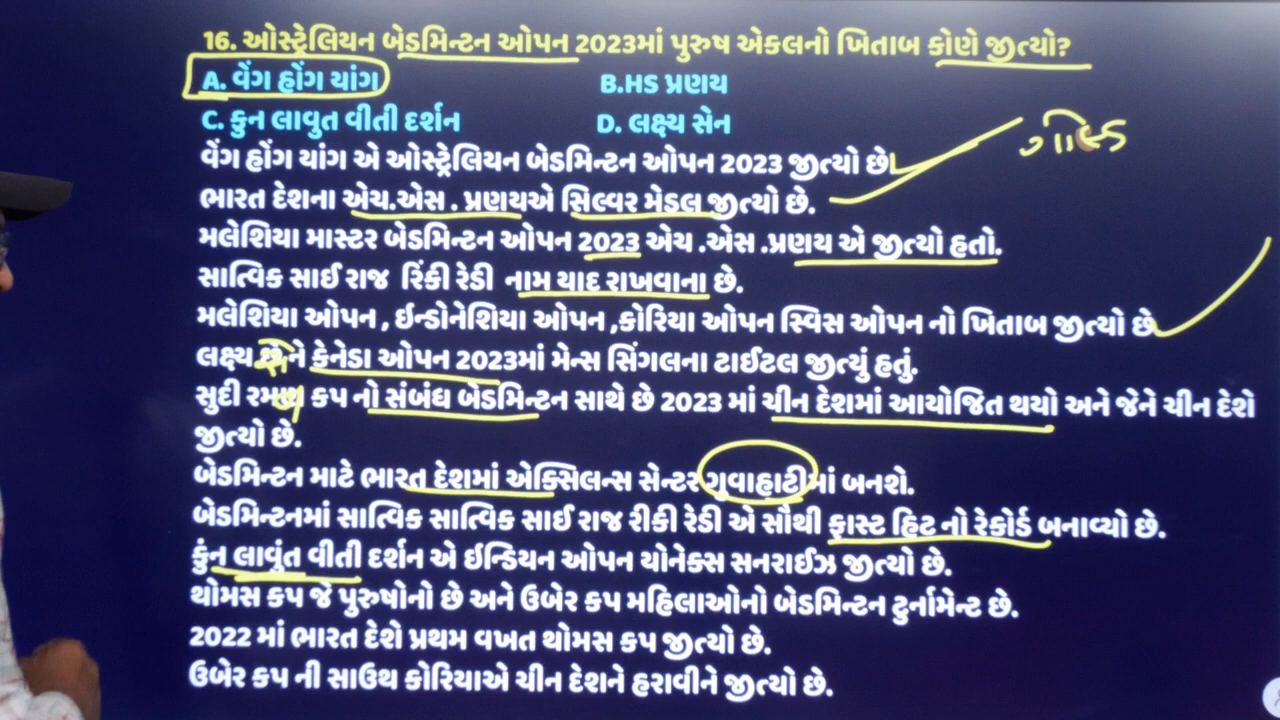 16. ઓસ્ટ્રેલિયન બેડમિન્ટન ઓપન 2023માં પુરુષ એકલનો ખિતાબ કોણે જીત્યો?
A. વેંગ હોંગ યાંગ
B.HS પ્રણય
C. કુન લાવુત વીતી દર્શન
D. લક્ષ્ય સેન
વેંગ હોંગ યાંગ એ ઓસ્ટ્રેલિયન બેડમિન્ટન ઓપન 2023 જીત્યો છે
ગોલ્ડ
ભારત દેશના એચ.એસ . પ્રણયએ સિલ્વર મેડલ જીત્યો છે.
મલેશિયા માસ્ટર બેડમિન્ટન ઓપન 2023 એચ .એસ .પ્રણય એ જીત્યો હતો.
સાત્વિક સાઈ રાજ રિંકી રેડી નામ યાદ રાખવાના છે.
મલેશિયા ઓપન , ઇન્ડોનેશિયા ઓપન ,કોરિયા ઓપન સ્વિસ ઓપન નો ખિતાબ જીત્યો છે
લક્ષ્ય સેને કેનેડા ઓપન 2023માં મેન્સ સિંગલના ટાઈટલ જીત્યું હતું.
સુદી રમણ કપ નો સંબંધ બેડમિન્ટન સાથે છે 2023 માં ચીન દેશમાં આયોજિત થયો અને જેને ચીન દેશે
જીત્યો છે.
બેડમિન્ટન માટે ભારત દેશમાં એક્સિલન્સ સેન્ટર ગુવાહાટીમાં બનશે.
બેડમિન્ટનમાં સાત્વિક સાત્વિક સાઈ રાજ રીકી રેડી એ સૌથી ફાસ્ટ હિટ નો રેકોર્ડ બનાવ્યો છે.
કુંન લાવુંત વીતી દર્શન એ ઇન્ડિયન ઓપન યોનેક્સ સનરાઈઝ જીત્યો છે.
થોમસ કપ જે પુરુષોનો છે અને ઉબેર કપ મહિલાઓનો બેડમિન્ટન ટુર્નામેન્ટ છે.
2022 માં ભારત દેશે પ્રથમ વખત થોમસ કપ જીત્યો છે.
ઉબેર કપ ની સાઉથ કોરિયાએ ચીન દેશને હરાવીને જીત્યો છે.